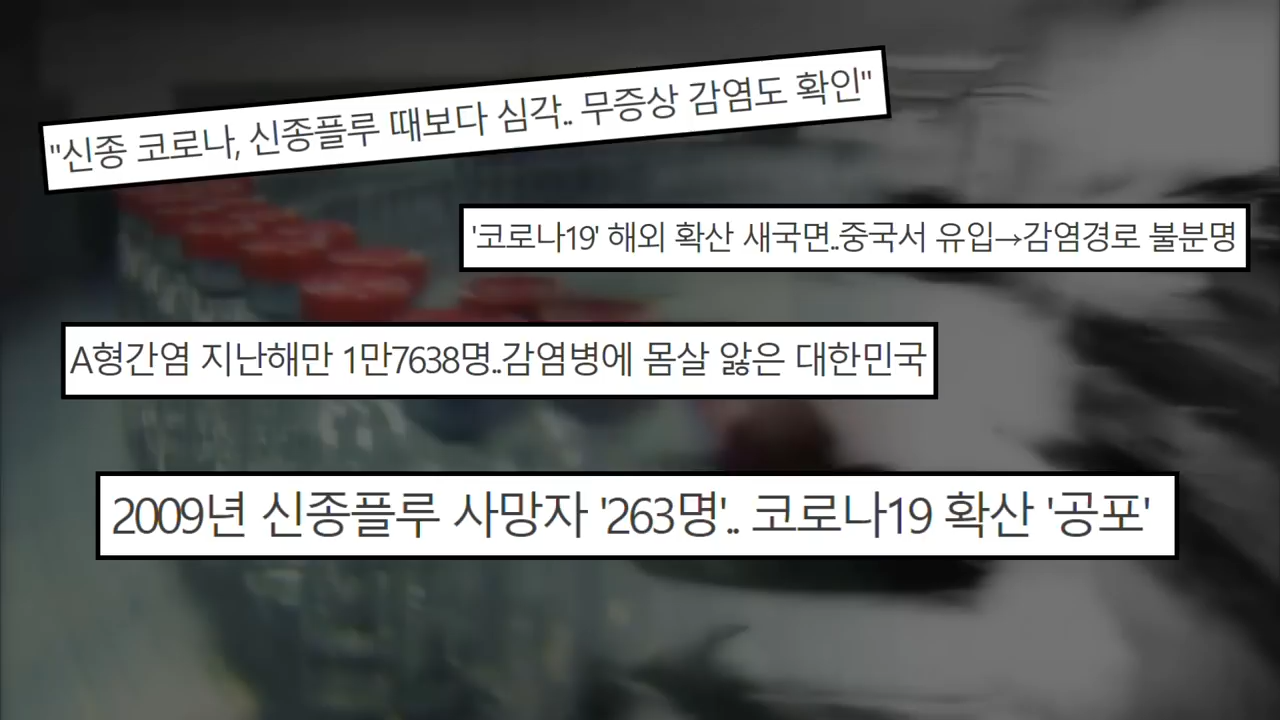 "신종 코로나, 신종플루 때보다 심각.. 무증상 감염도 확인"
'코로나19' 해외 확산 새국면..중국서 유입→감염경로 불분명
A형간염 지난해만 1만7638명..감염병에 몸살 앓은 대한민국
2009년 신종플루 사망자 '263명'.. 코로나19 확산 '공포'